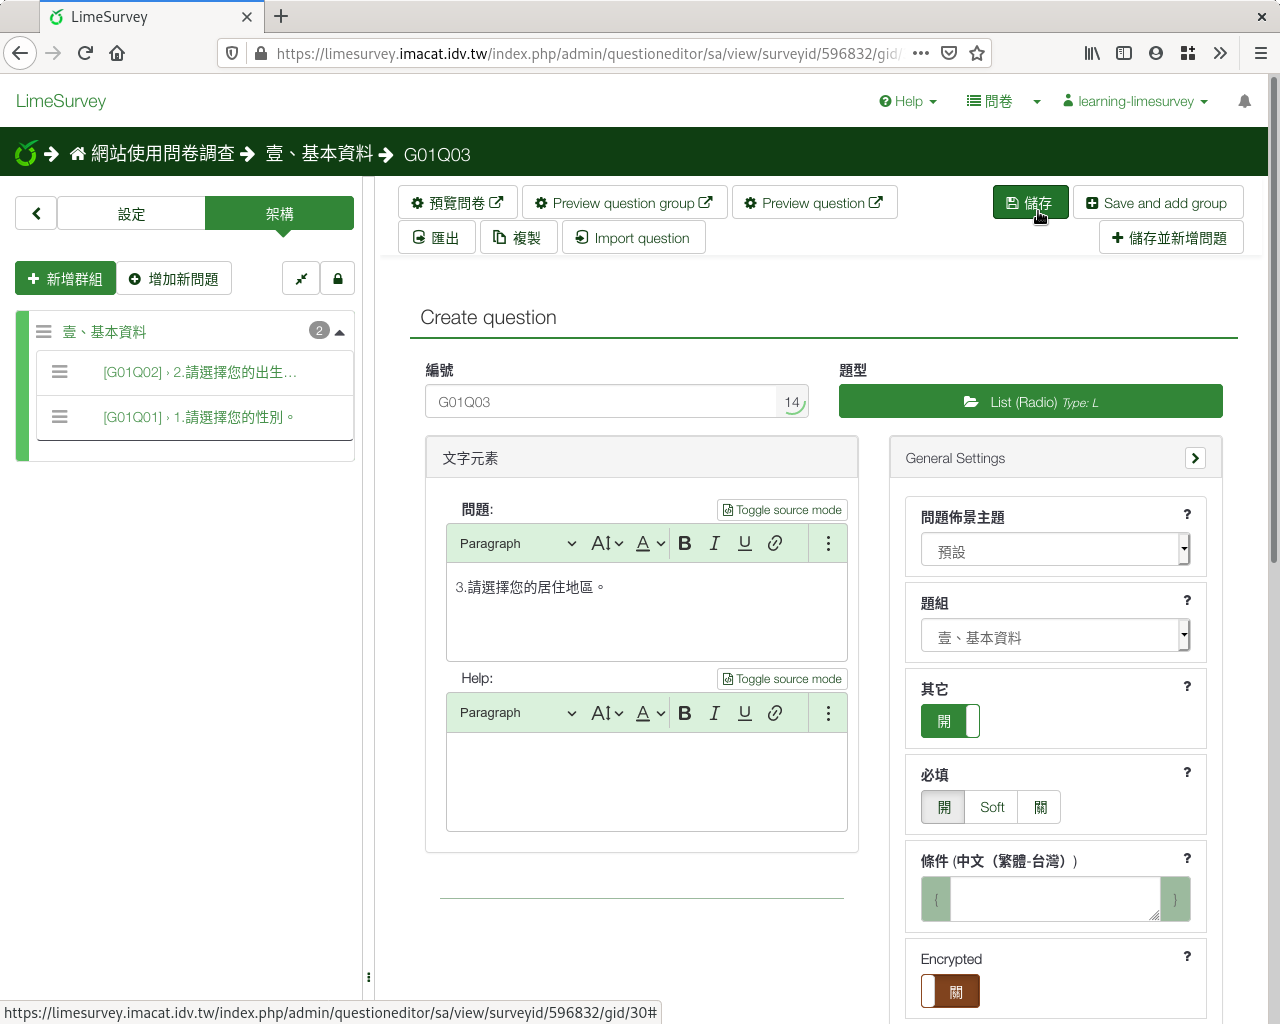 LimeSurvey
https://limesurvey.imacat.idv.tw/index.php/admin/questioneditor/sa/view/surveyid/596832/gid/
LimeSurvey
Help
問卷
learning-limesurvey
網站使用問卷調查
壹、基本資料
G01Q03
設定
架構
預覽問卷
Preview question group
Preview question
儲存
Save and add group
匯出
複製
Import question
儲存並新增問題
新增群組
增加新問題
壹、基本資料
2
[G01Q02] › 2.請選擇您的出生…
[G01Q01] › 1.請選擇您的性別。
Create question
編號
題型
G01Q03
14
List (Radio) Type: L
文字元素
General Settings
問題:
Toggle source mode
Paragraph
A
A
B
I
U
3.請選擇您的居住地區。
Help:
Toggle source mode
Paragraph
A
A
B
I
U
問題佈景主題
?
預設
題組
?
壹、基本資料
其它
?
開
必填
?
開
Soft
關
條件 (中文（繁體-台灣）)
?
{
}
Encrypted
?
關
https://limesurvey.imacat.idv.tw/index.php/admin/questioneditor/sa/view/surveyid/596832/gid/30#